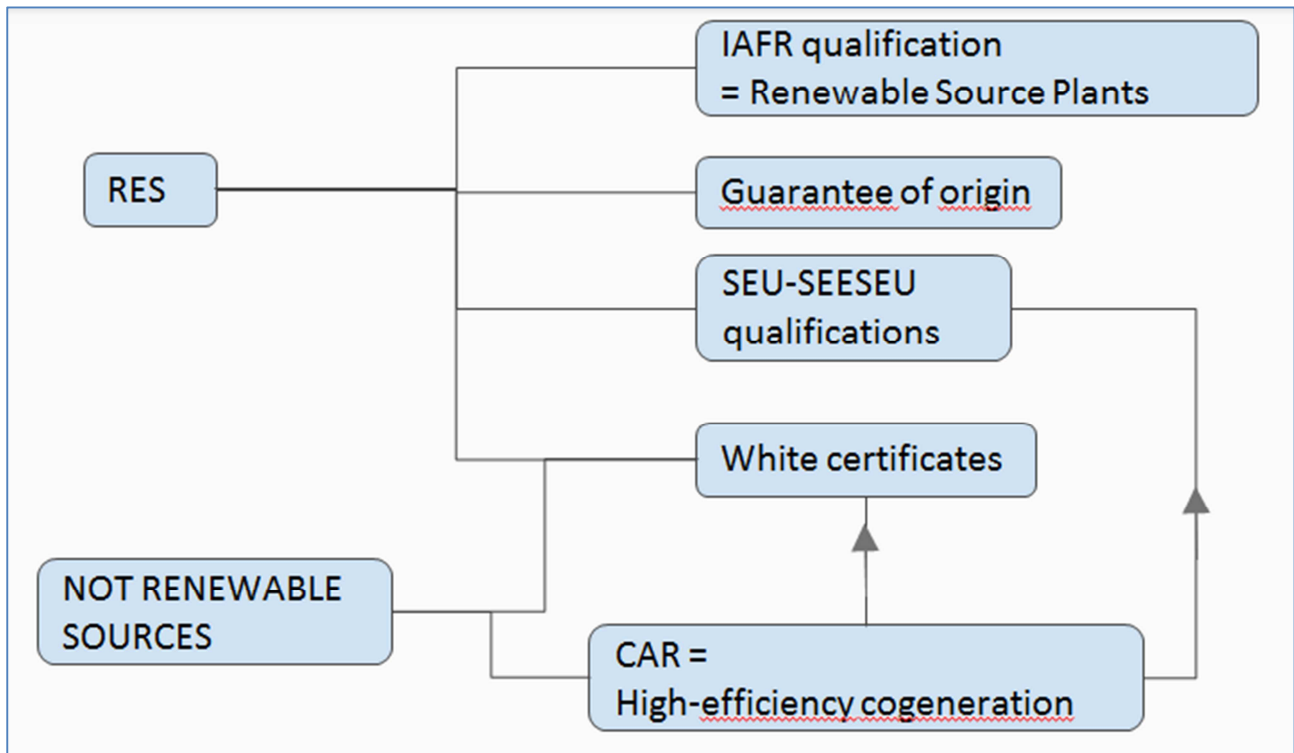 IAFR qualification
= Renewable Source Plants
RES
Guarantee of origin
SEU-SEESEU
qualifications
White certificates
NOT RENEWABLE
SOURCES
CAR =
High-efficiency cogeneration